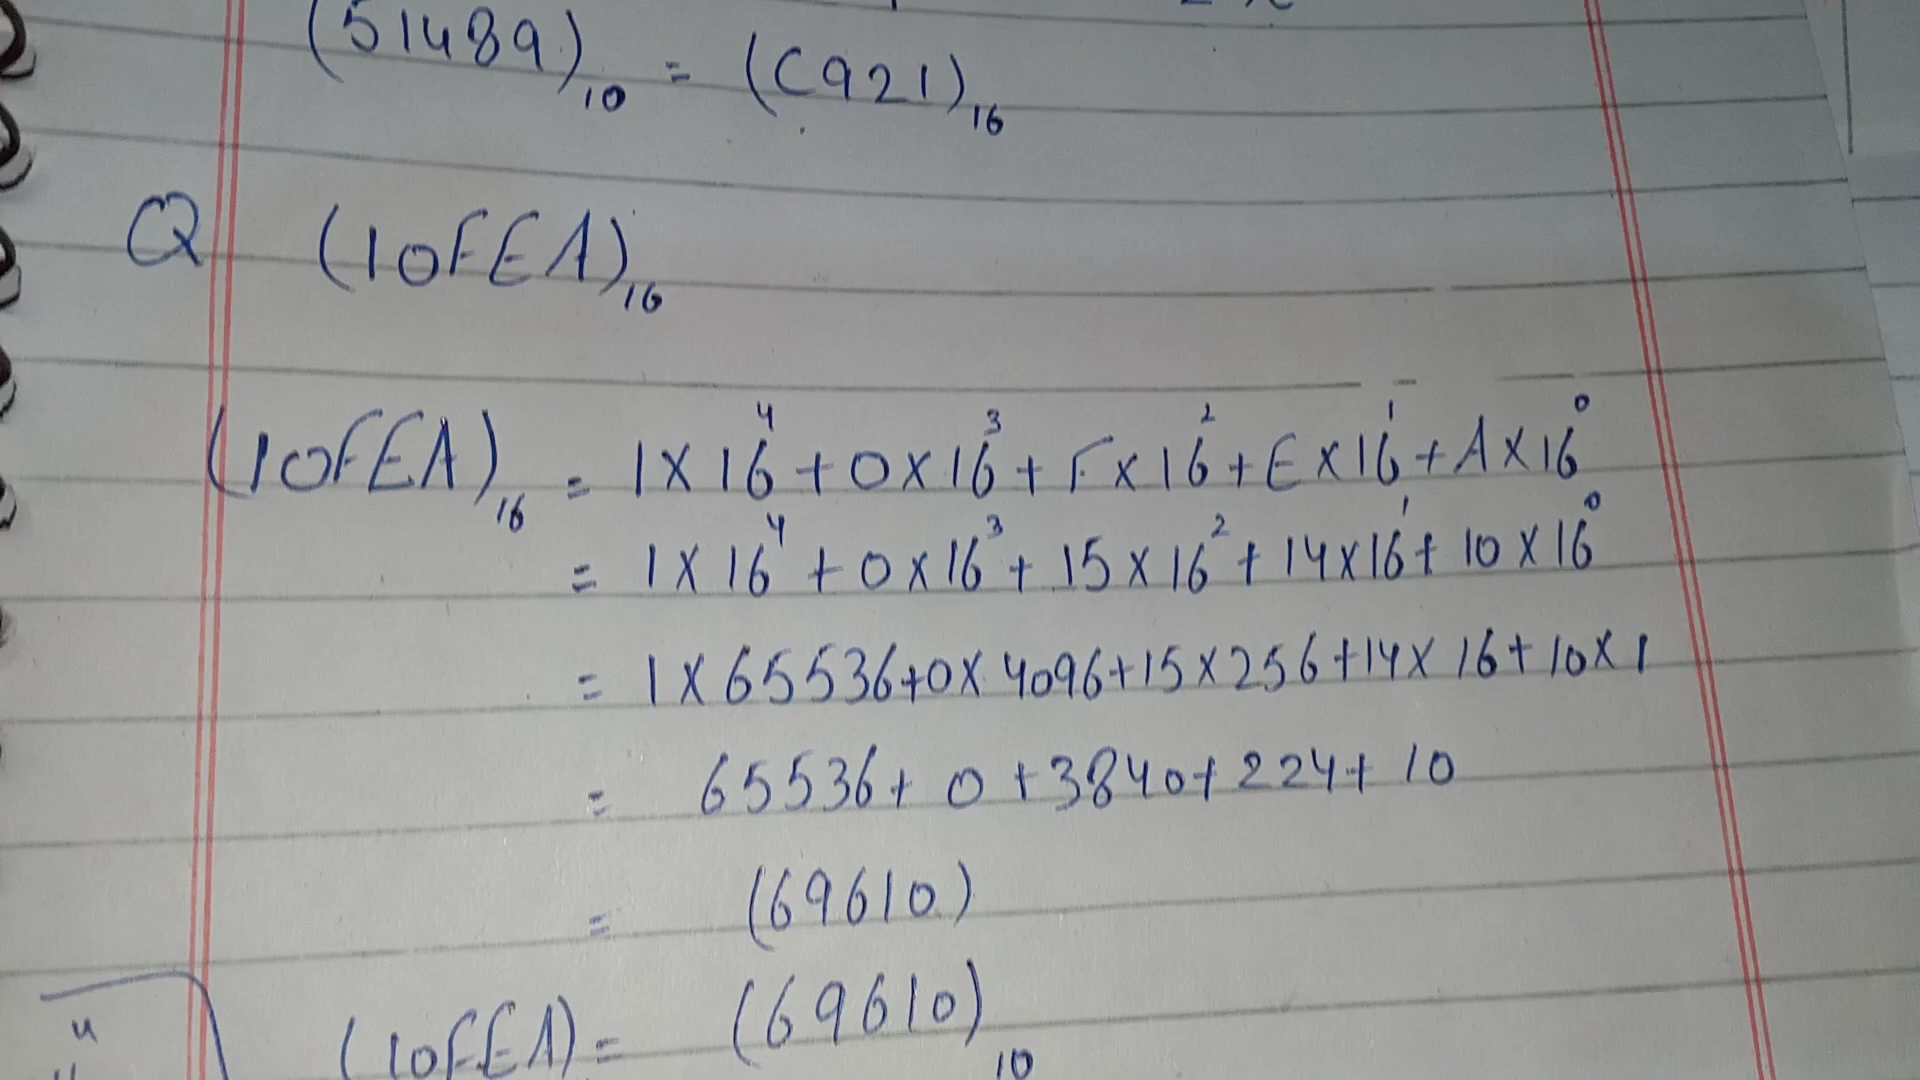 (51489)₁₀ = (C921)₁₆
Q (10FEA)₁₆
(10FEA)₁₆ = 1×16⁴+0×16³+F×16²+E×16¹+A×16⁰
= 1×16⁴+0×16³+15×16²+14×16¹+10×16⁰
= 1×65536+0×4096+15×256+14×16+10×1
= 65536+0+3840+224+10
= (69610)
(10FEA)= (69610)₁₀